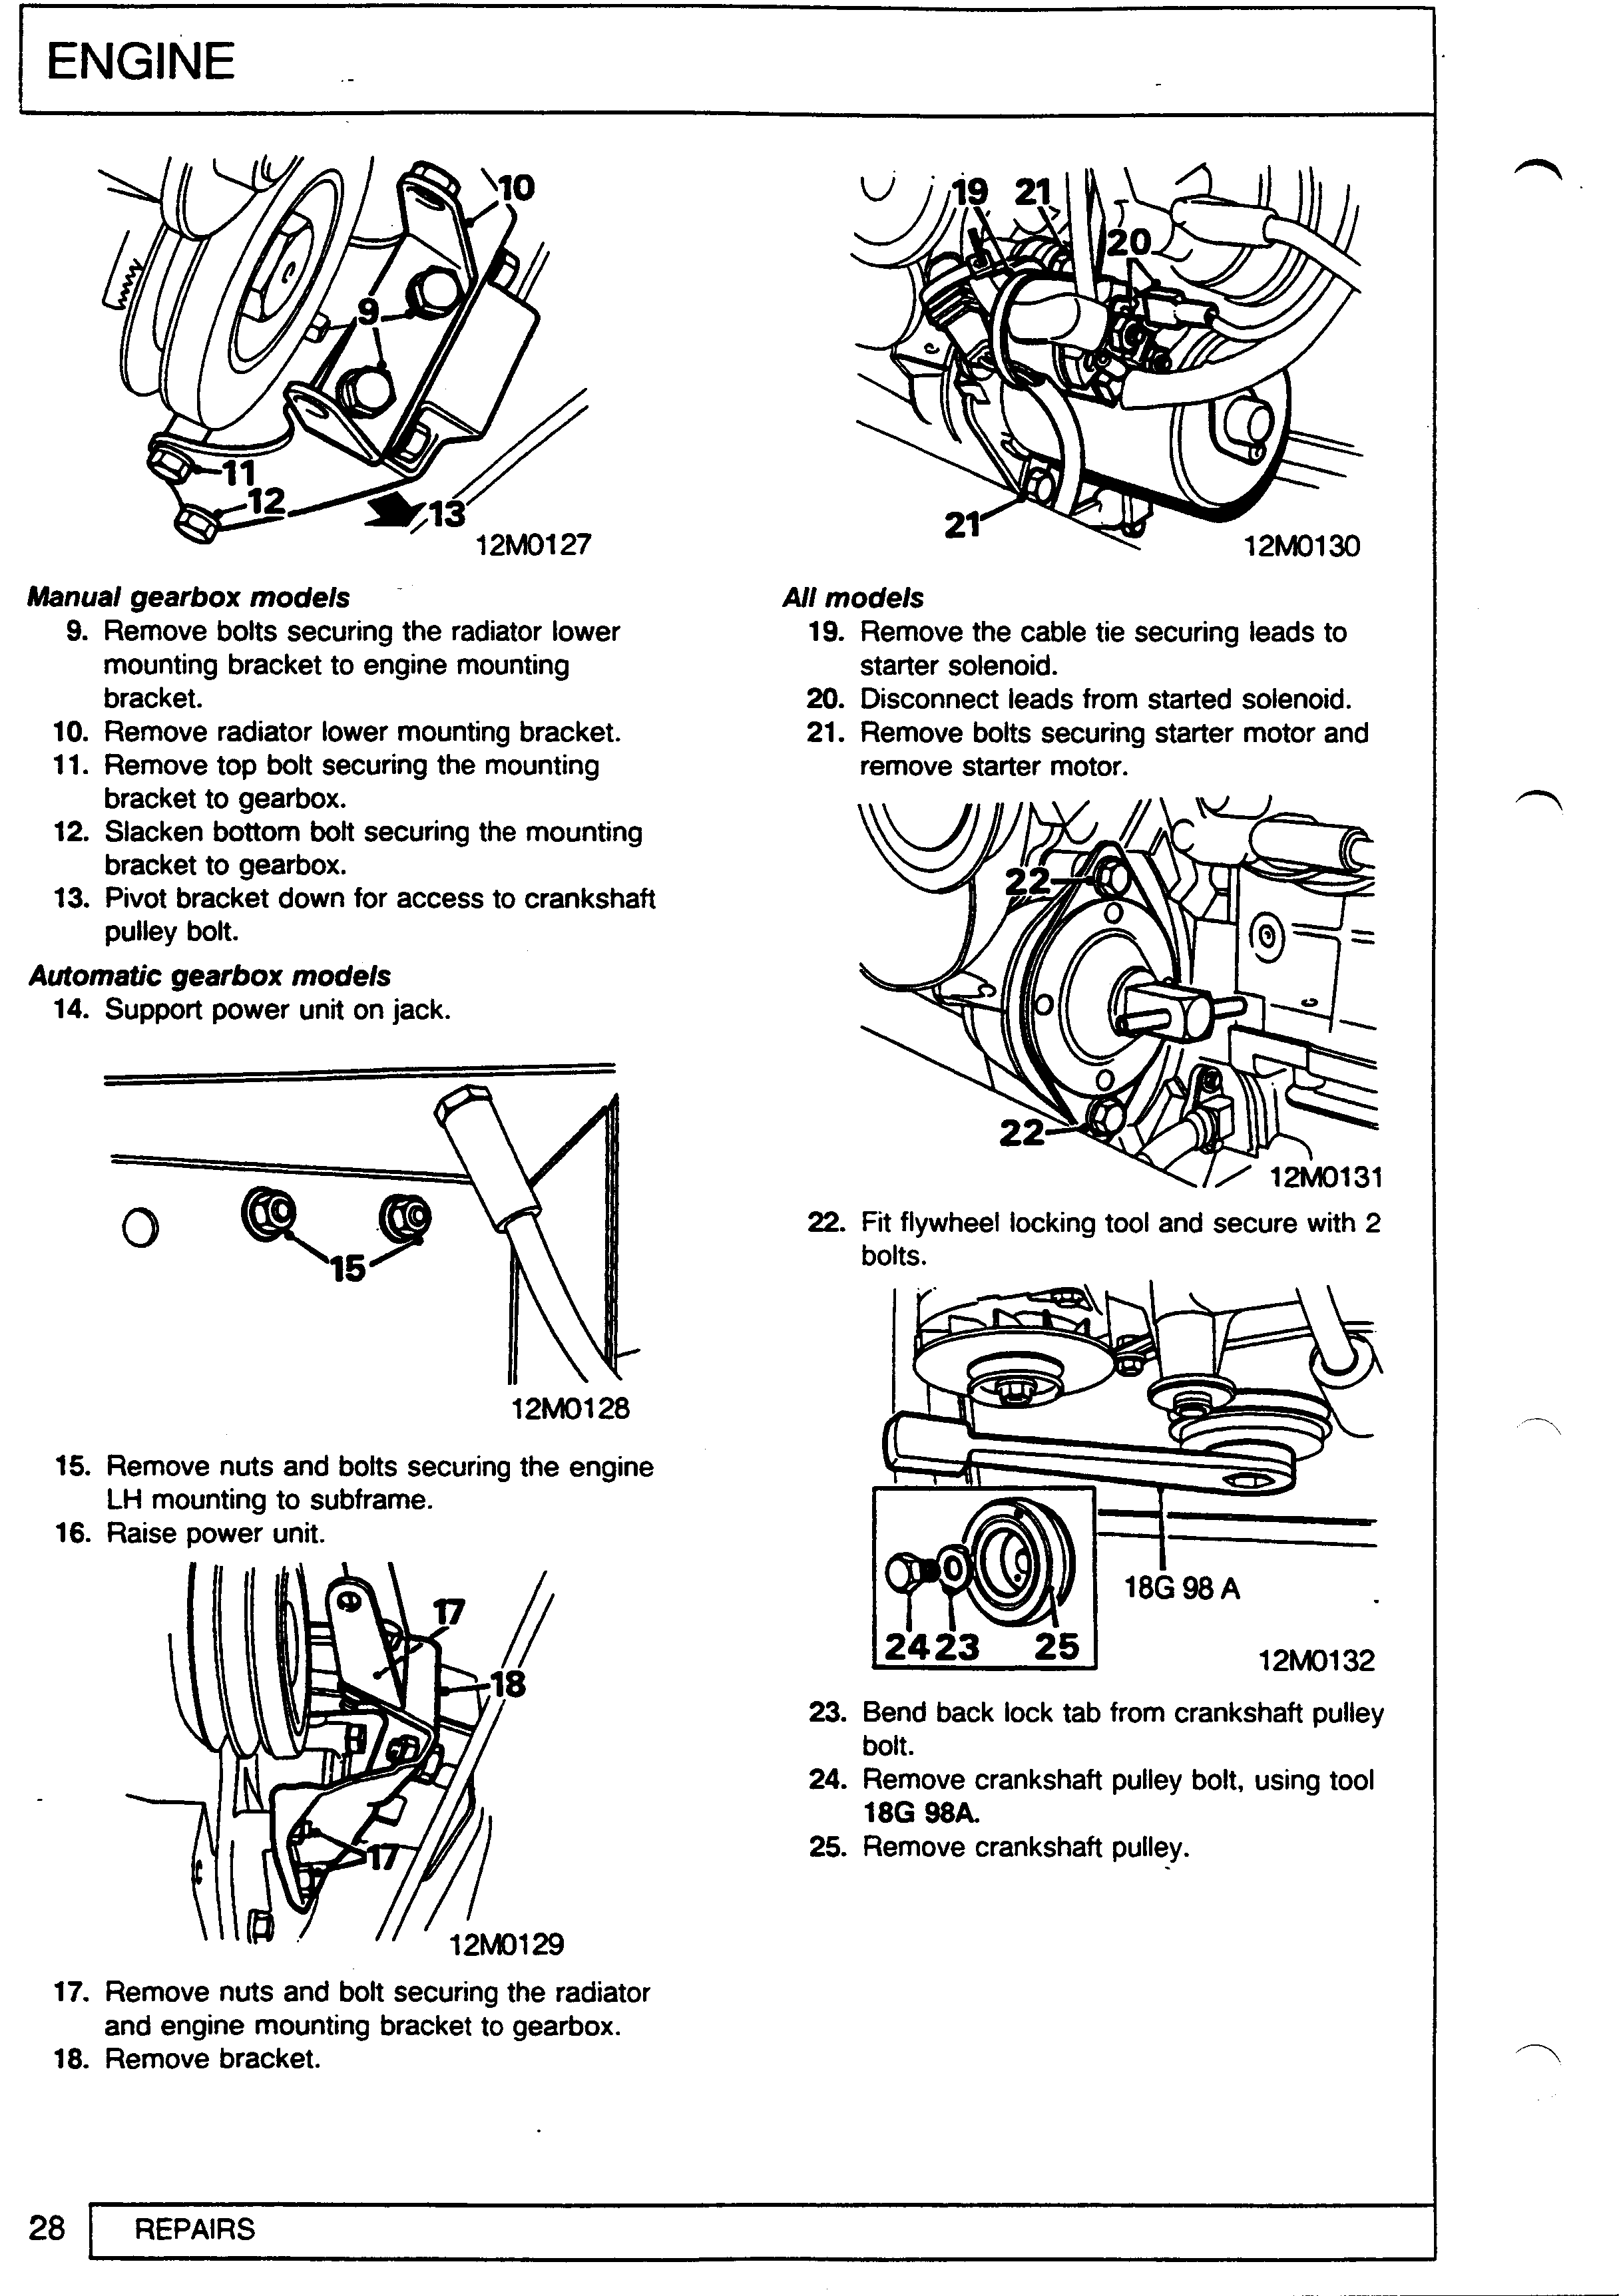 ENGINE
10
9
11
12
13
12M0127
Manual gearbox models
9. Remove bolts securing the radiator lower
mounting bracket to engine mounting
bracket.
10. Remove radiator lower mounting bracket.
11. Remove top bolt securing the mounting
bracket to gearbox.
12. Slacken bottom bolt securing the mounting
bracket to gearbox.
13. Pivot bracket down for access to crankshaft
pulley bolt.
Automatic gearbox models
14. Support power unit on jack.
15
12M0128
15. Remove nuts and bolts securing the engine
LH mounting to subframe.
16. Raise power unit.
17
18
17
12M0129
17. Remove nuts and bolt securing the radiator
and engine mounting bracket to gearbox.
18. Remove bracket.
19 21
20
21
12M0130
All models
19. Remove the cable tie securing leads to
starter solenoid.
20. Disconnect leads from started solenoid.
21. Remove bolts securing starter motor and
remove starter motor.
22
22
12M0131
22. Fit flywheel locking tool and secure with 2
bolts.
18G 98 A
24 23 25
12M0132
23. Bend back lock tab from crankshaft pulley
bolt.
24. Remove crankshaft pulley bolt, using tool
18G 98A.
25. Remove crankshaft pulley.
28 REPAIRS